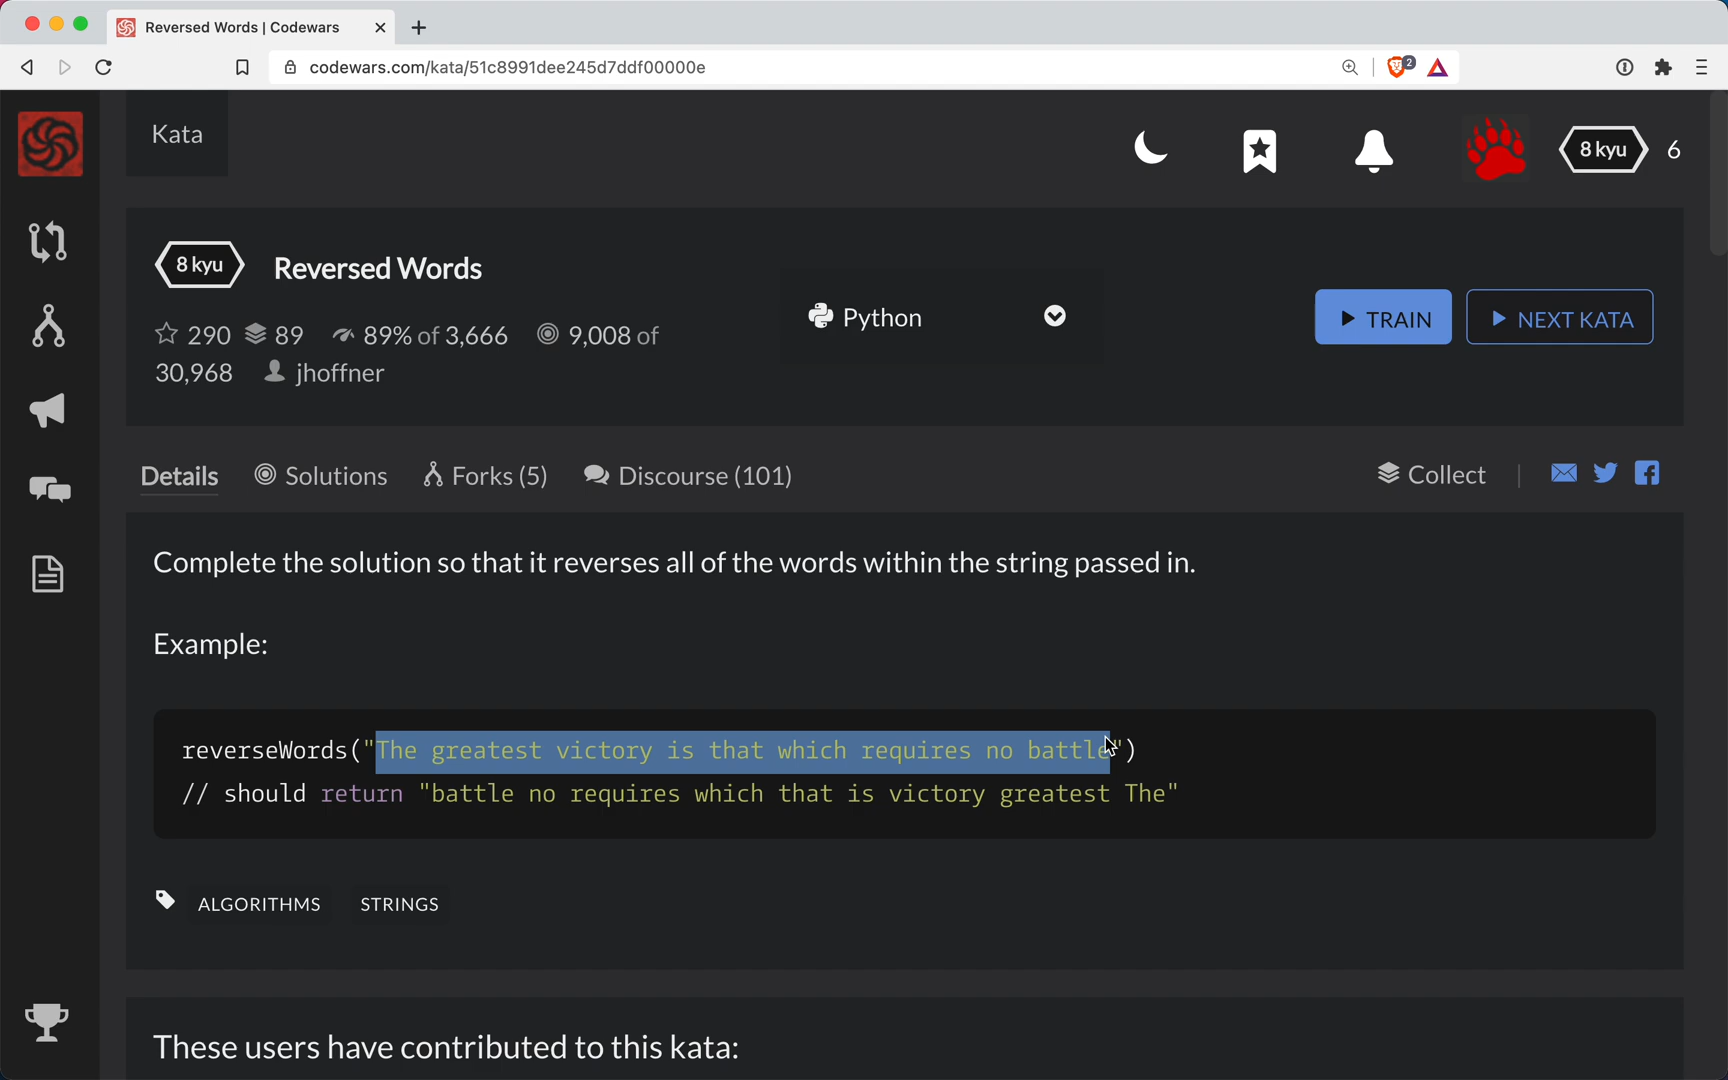 Reversed Words | Codewars
codewars.com/kata/51c8991dee245d7ddf00000e
2
Kata
8 kyu 6
8 kyu Reversed Words
290 89 89% of 3,666 9,008 of
30,968 jhoffner
Python
TRAIN
NEXT KATA
Details Solutions Forks (5) Discourse (101)
Collect |
Complete the solution so that it reverses all of the words within the string passed in.
Example:
reverseWords("The greatest victory is that which requires no battle")
// should return "battle no requires which that is victory greatest The"
ALGORITHMS STRINGS
These users have contributed to this kata: